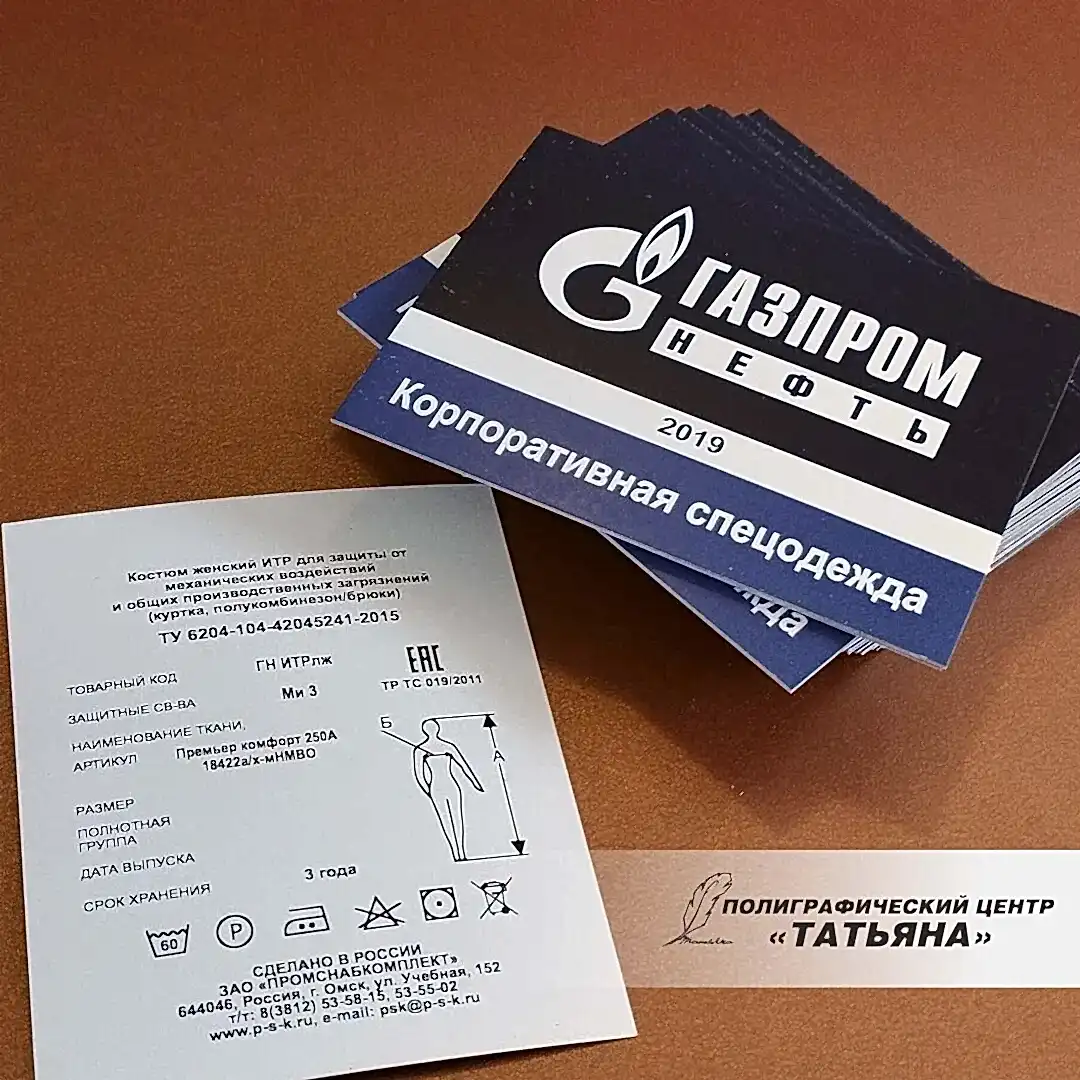 ГАЗПРОМ
НЕФТЬ
2019
Корпоративная спецодежда
жда
Костюм женский ИТР для защиты от
механических воздействий
и общих производственных загрязнений
(куртка, полукомбинезон/брюки)
ТУ 6204-104-42045241-2015
ТОВАРНЫЙ КОД ГН ИТРлж EAC
ЗАЩИТНЫЕ СВ-ВА Ми 3 ТР ТС 019/2011
НАИМЕНОВАНИЕ ТКАНИ,
АРТИКУЛ Премьер комфорт 250А
18422а/х-мНМВО
Б
А
РАЗМЕР
ПОЛНОТНАЯ
ГРУППА
ДАТА ВЫПУСКА
СРОК ХРАНЕНИЯ 3 года
60 P
СДЕЛАНО В РОССИИ
ЗАО «ПРОМСНАБКОМПЛЕКТ»
644046, Россия, г. Омск, ул. Учебная, 152
т/т: 8(3812) 53-58-15, 53-55-02
www.p-s-k.ru, e-mail: psk@p-s-k.ru
ПОЛИГРАФИЧЕСКИЙ ЦЕНТР
«ТАТЬЯНА»